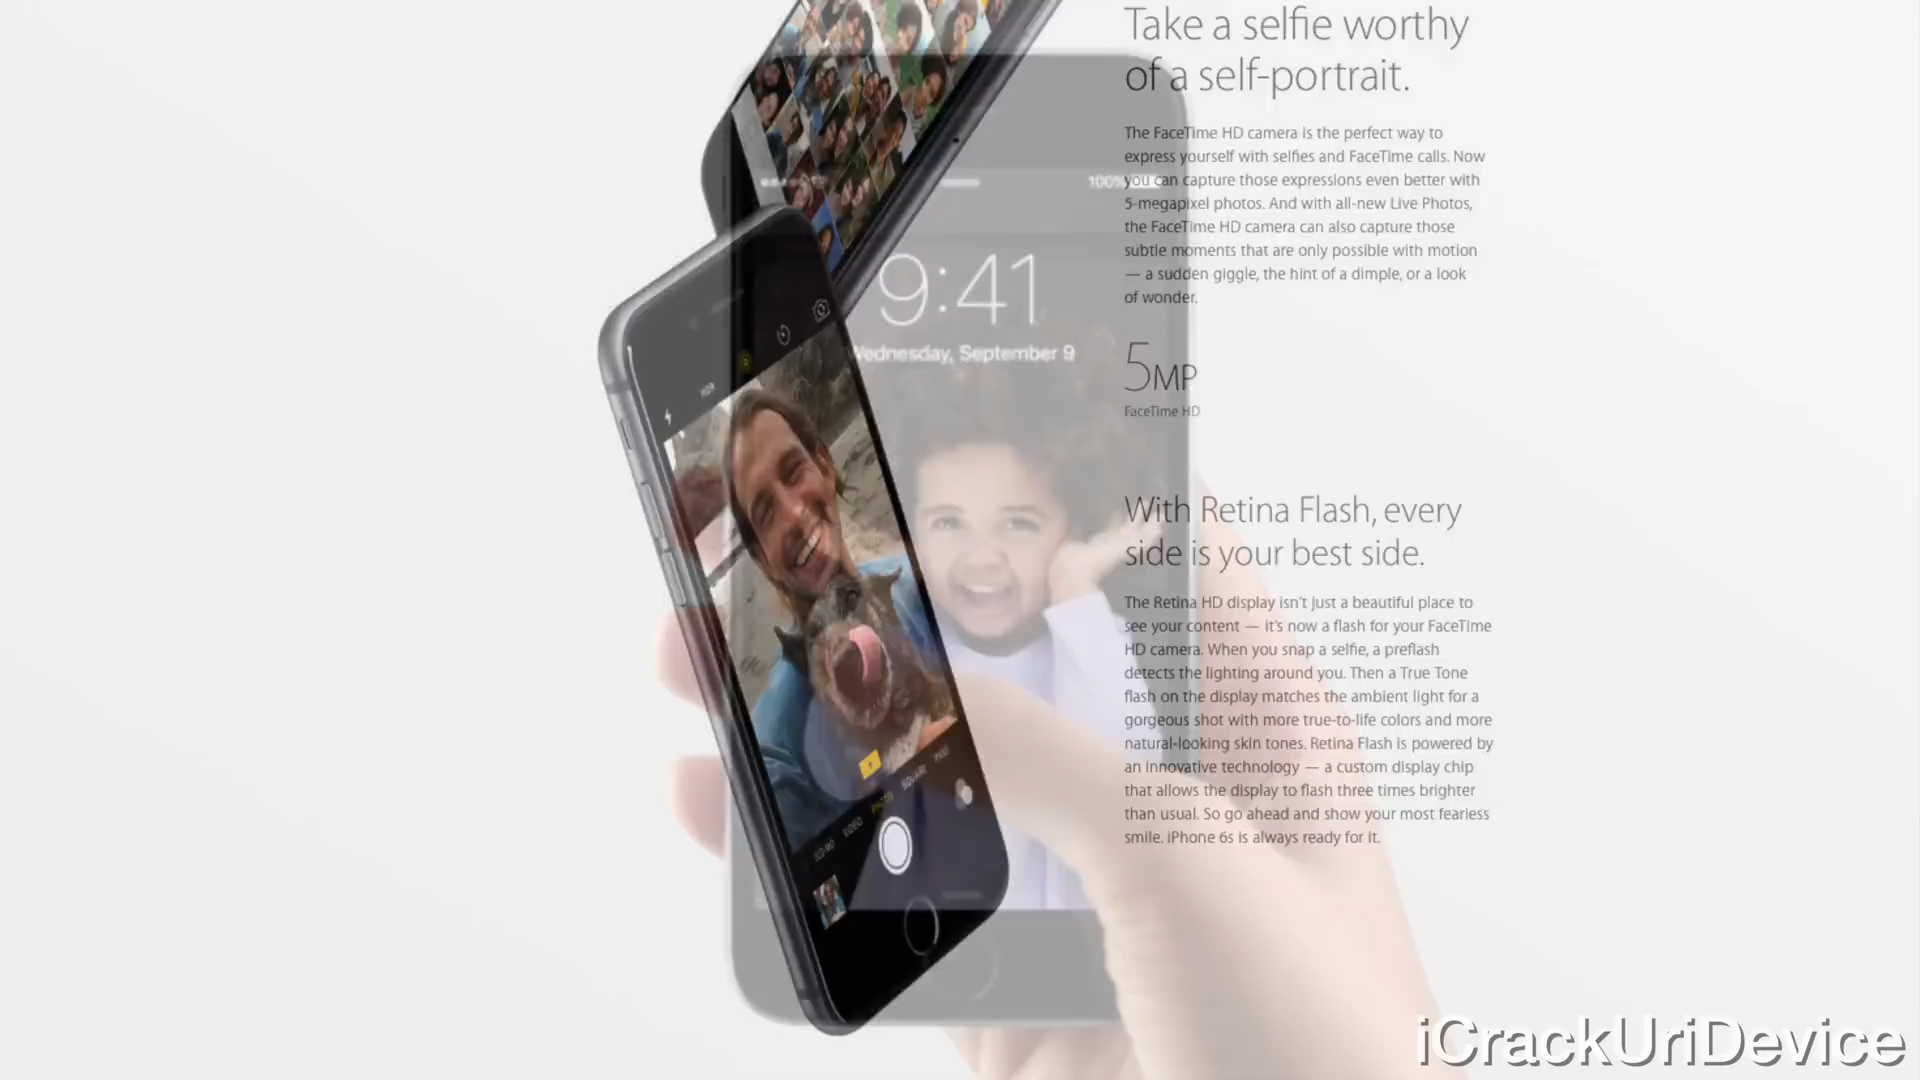 Take a selfie worthy
of a self-portrait.
The FaceTime HD camera is the perfect way to
express yourself with selfies and FaceTime calls. Now
you can capture those expressions even better with
5-megapixel photos. And with all-new Live Photos,
the FaceTime HD camera can also capture those
subtle moments that are only possible with motion
— a sudden giggle, the hint of a dimple, or a look
of wonder.
5MP
FaceTime HD
With Retina Flash, every
side is your best side.
The Retina HD display isn't just a beautiful place to
see your content — it's now a flash for your FaceTime
HD camera. When you snap a selfie, a preflash
detects the lighting around you. Then a True Tone
flash on the display matches the ambient light for a
gorgeous shot with more true-to-life colors and more
natural-looking skin tones. Retina Flash is powered by
an innovative technology — a custom display chip
that allows the display to flash three times brighter
than usual. So go ahead and show your most fearless
smile. iPhone 6s is always ready for it.
100%
9:41
Wednesday, September 9
HDR
SLO-MO VIDEO PHOTO SQUARE PANO
iCrackUriDevice